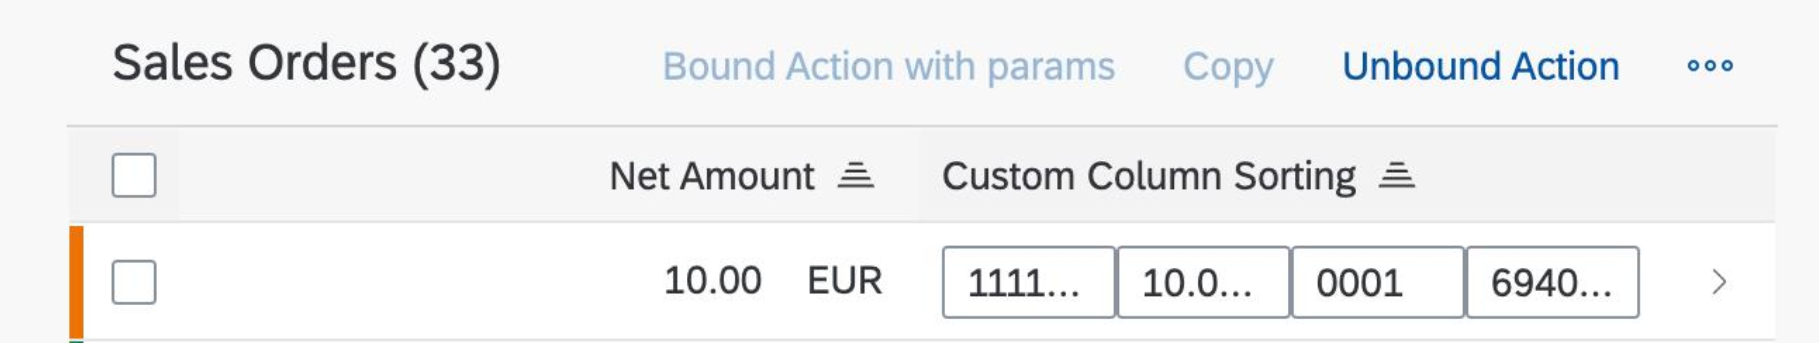 Sales Orders (33) Bound Action with params Copy Unbound Action
Net Amount Custom Column Sorting
10.00 EUR 1111... 10.0... 0001 6940...